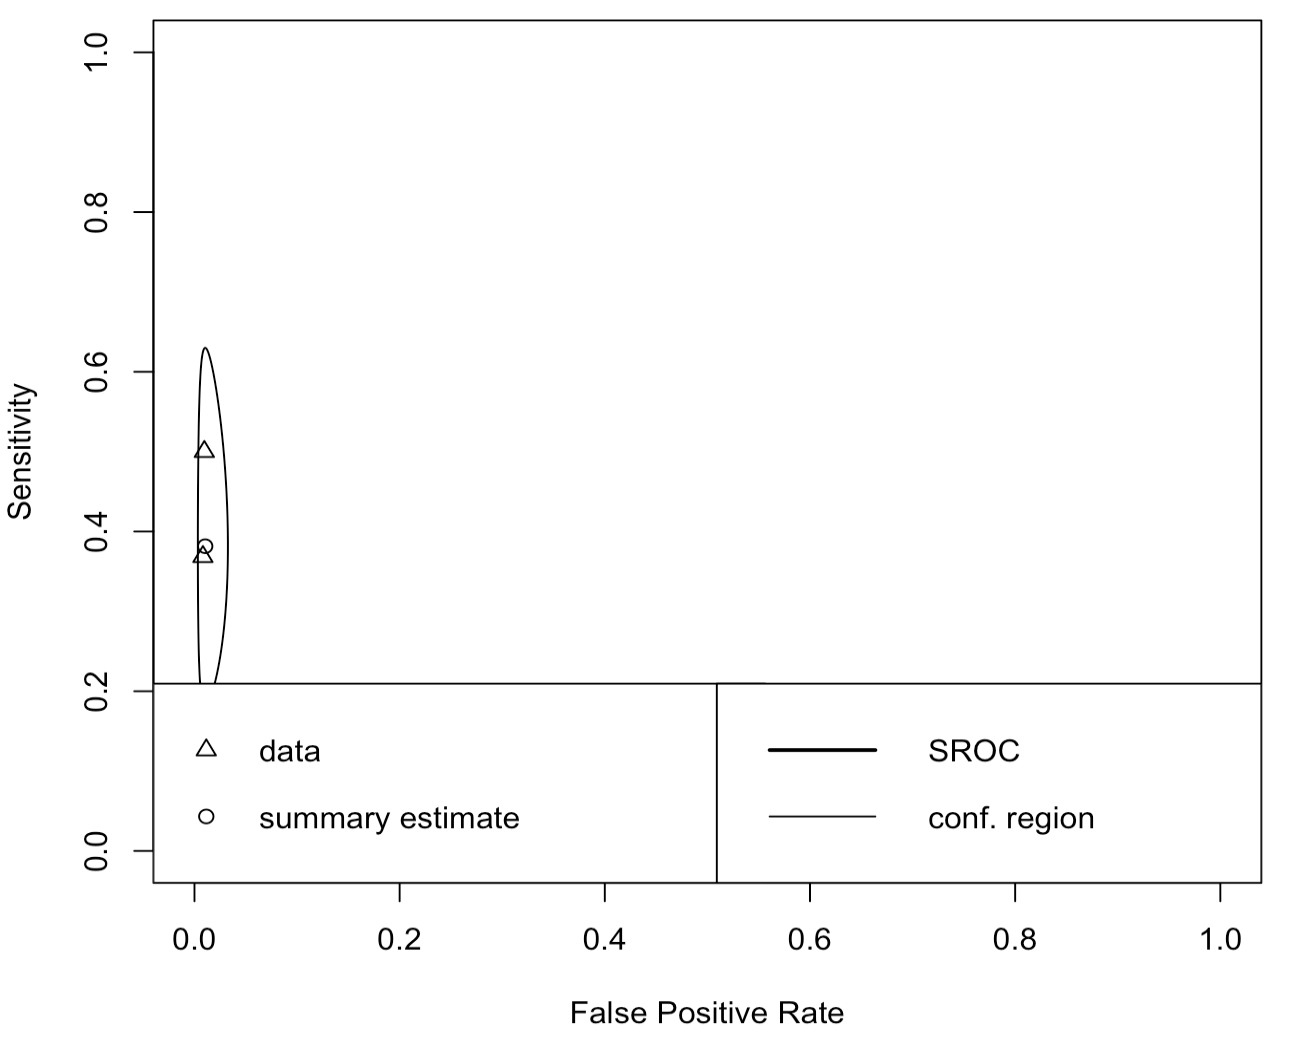 1.0
0.8
0.6
0.4
0.2
0.0
Sensitivity
data
summary estimate
SROC
conf. region
0.0 0.2 0.4 0.6 0.8 1.0
False Positive Rate